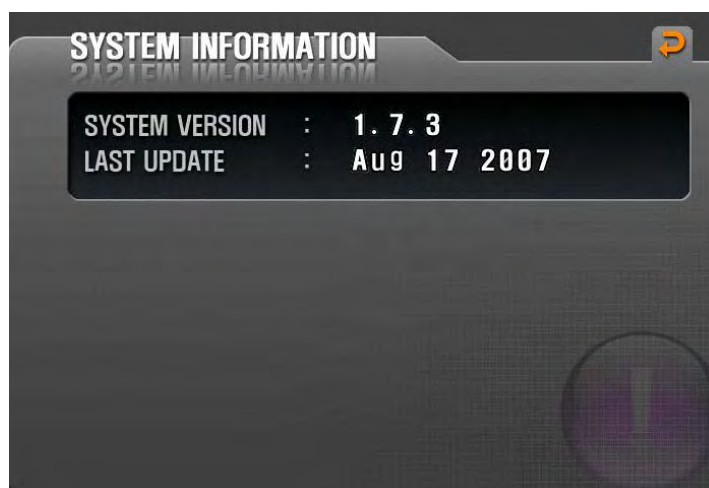 SYSTEM INFORMATION
SYSTEM VERSION : 1.7.3
LAST UPDATE : Aug 17 2007